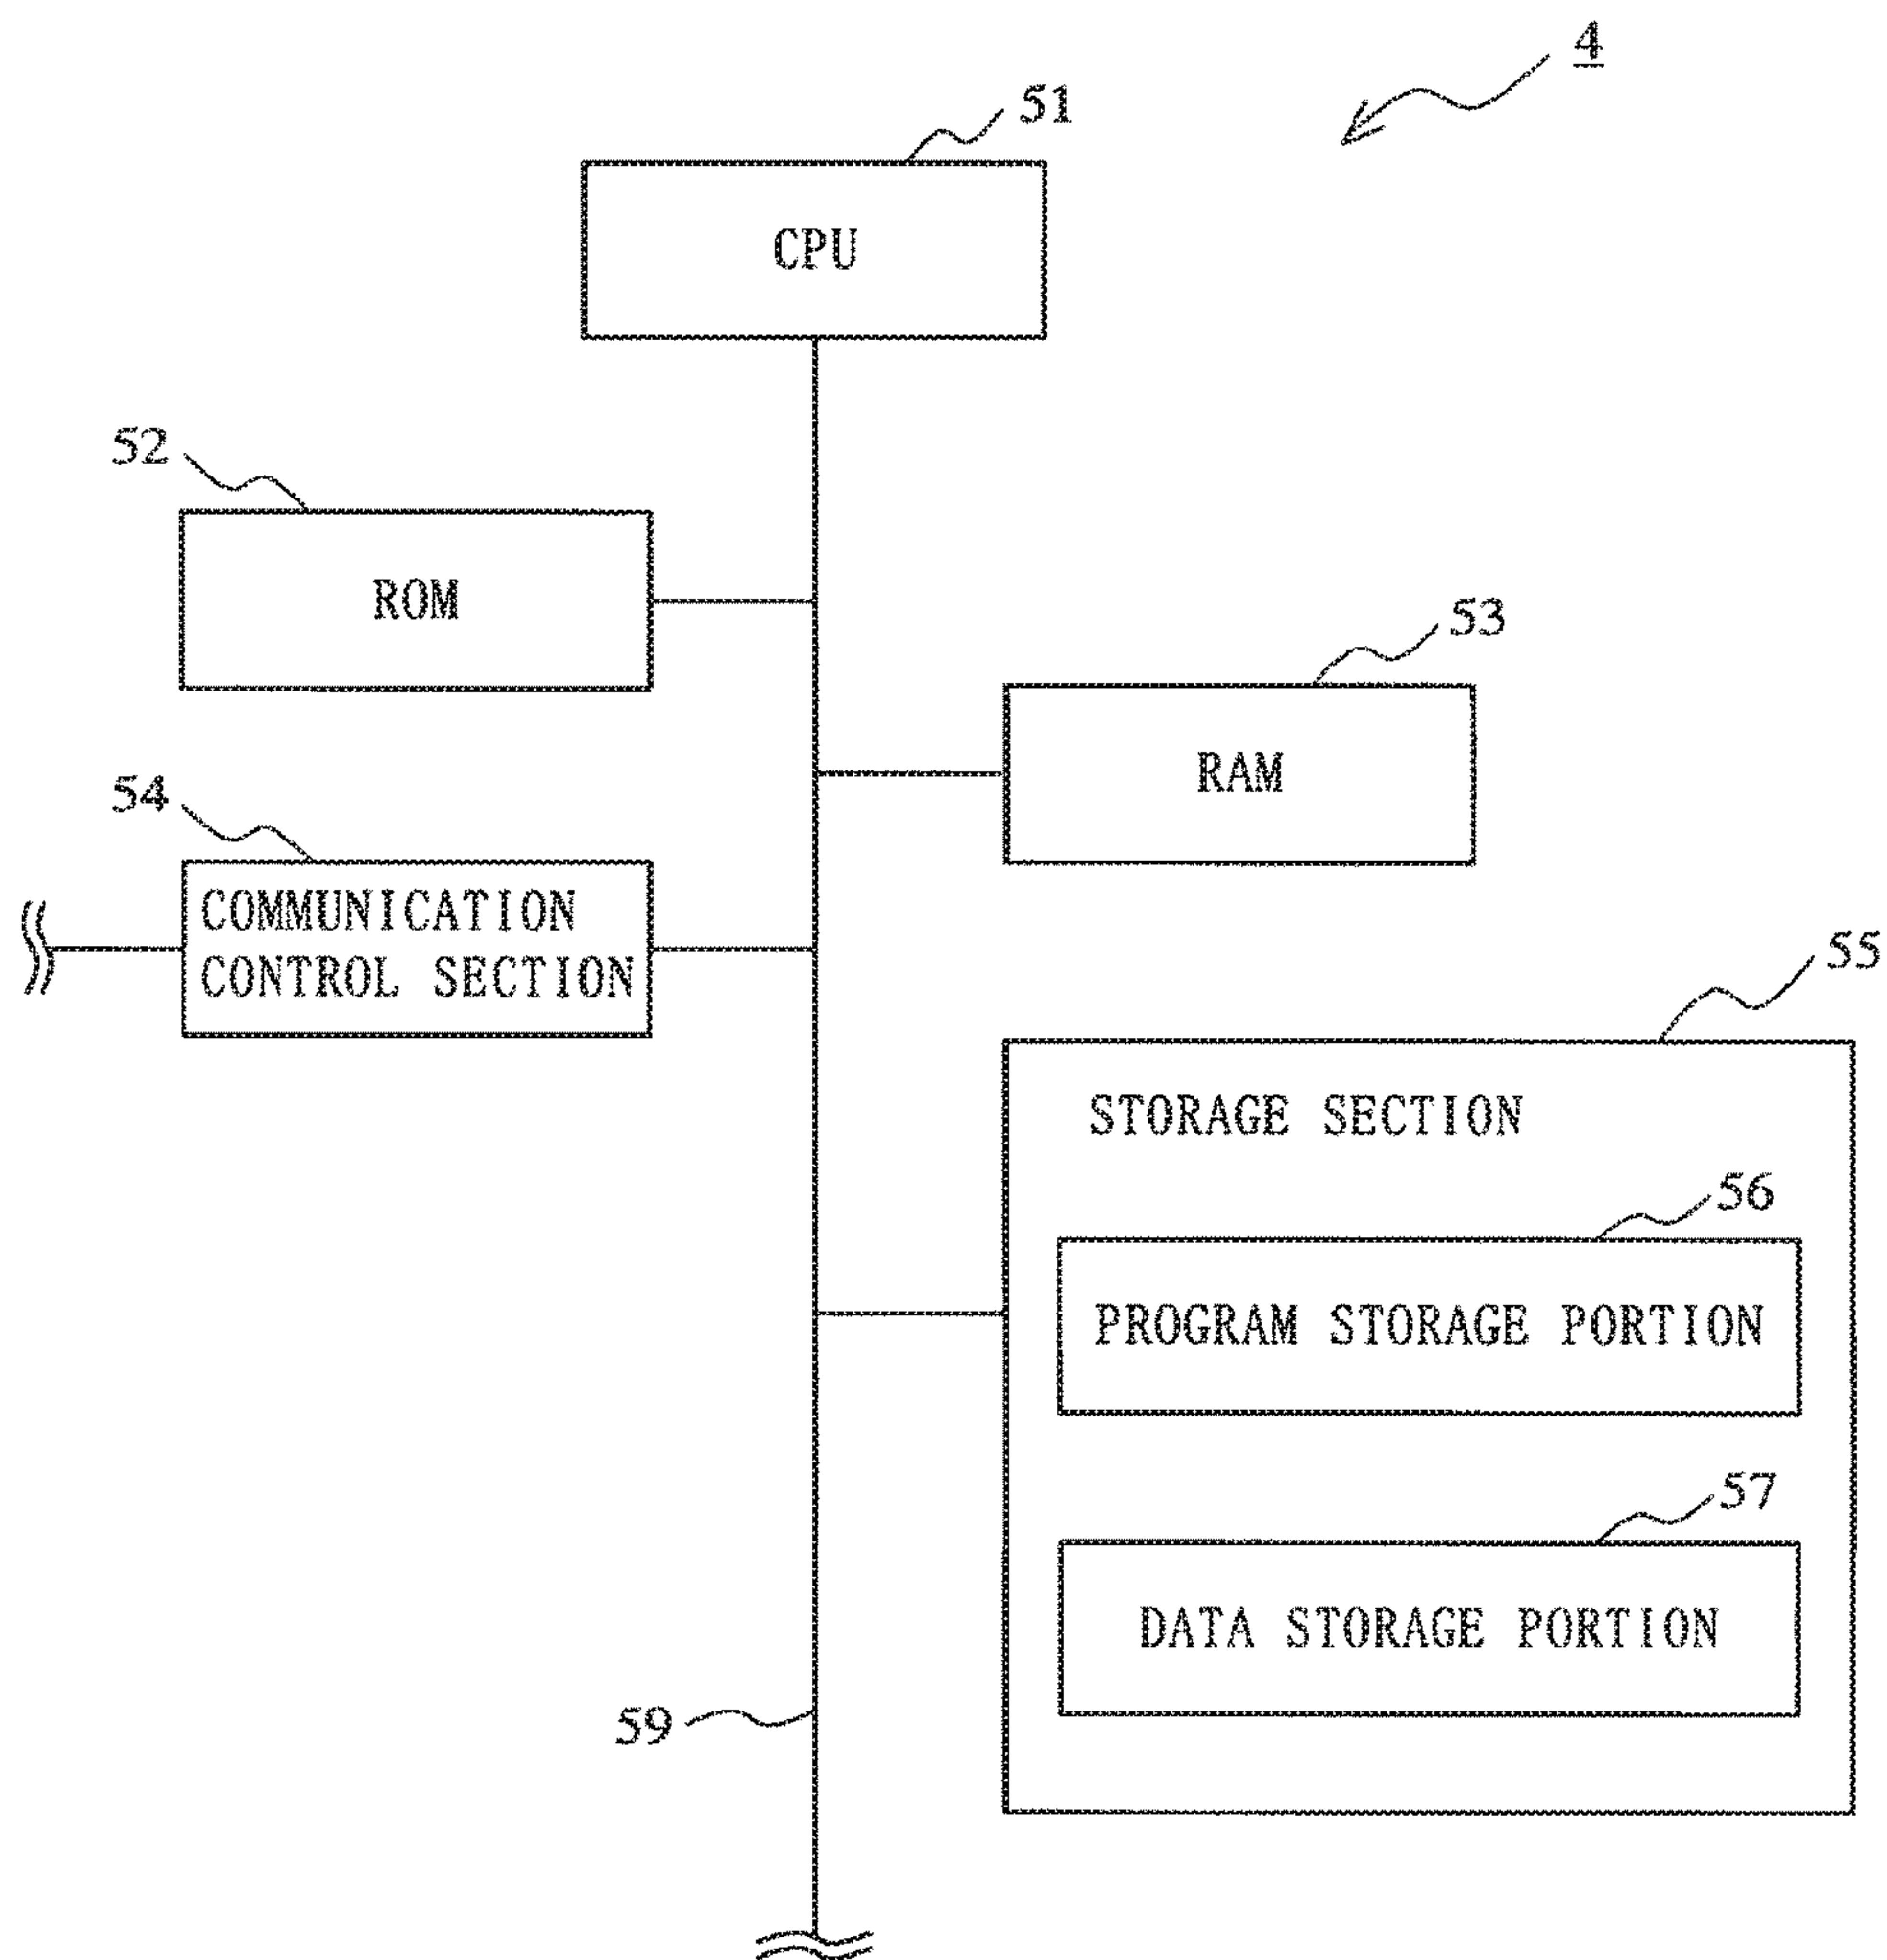 4
51
CPU
52
ROM
53
RAM
54
COMMUNICATION
CONTROL SECTION
55
STORAGE SECTION
56
PROGRAM STORAGE PORTION
57
DATA STORAGE PORTION
59